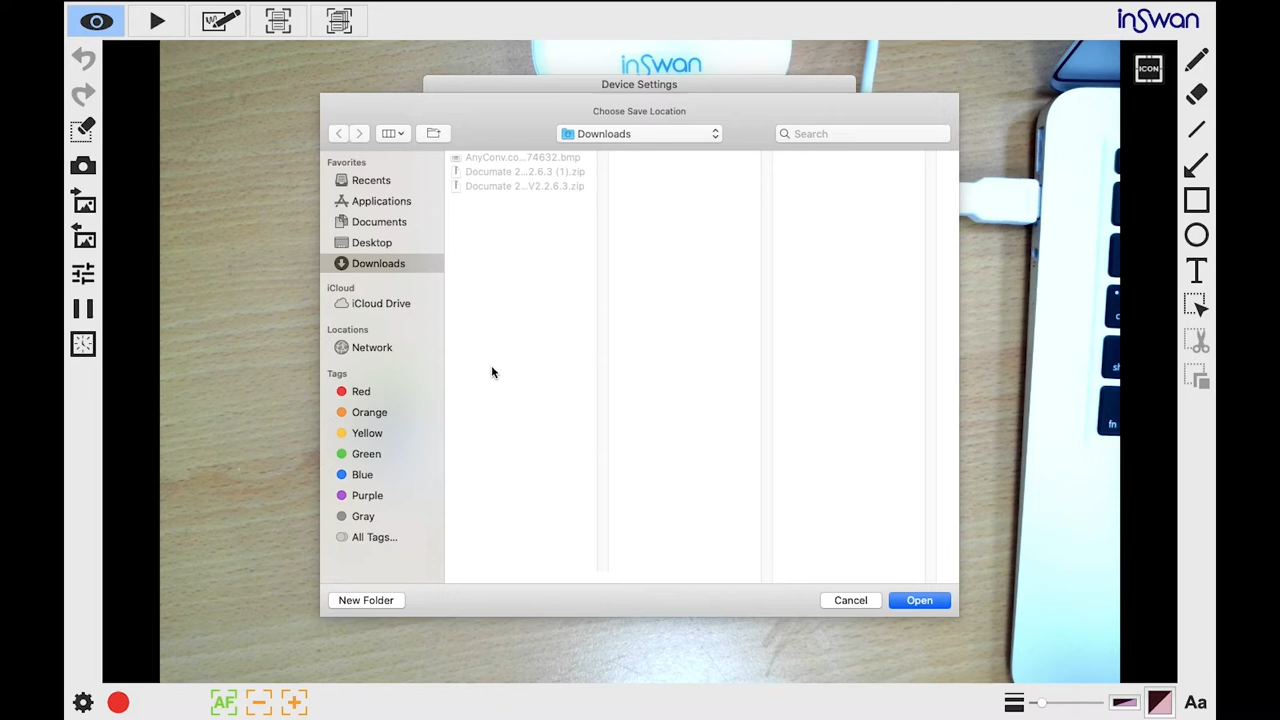 inSwan
ICON
inSwan
Device Settings
Choose Save Location
Downloads
Search
Favorites
Recents
Applications
Documents
Desktop
Downloads
iCloud
iCloud Drive
Locations
Network
Tags
Red
Orange
Yellow
Green
Blue
Purple
Gray
All Tags...
AnyConv.co...74632.bmp
Documate 2...2.6.3 (1).zip
Documate 2...V2.2.6.3.zip
New Folder
Cancel
Open
T
fn
AF
Aa